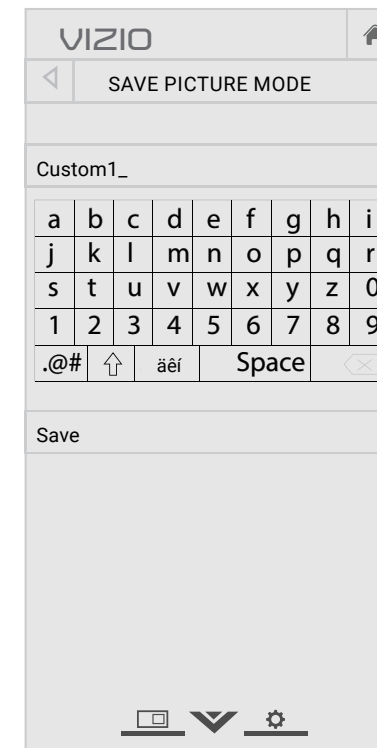 VIZIO
SAVE PICTURE MODE
Custom1_
a b c d e f g h i
j k l m n o p q r
s t u v w x y z 0
1 2 3 4 5 6 7 8 9
.@# äêí Space
Save